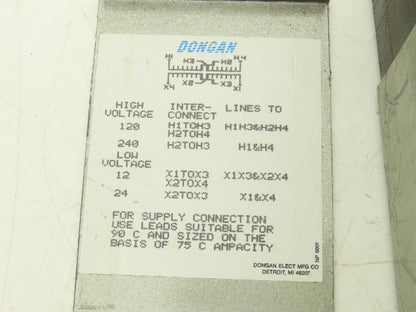 DONGAN
H1 H3 H2 H4
X4 X2 X3 X1
HIGH INTER- LINES TO
VOLTAGE CONNECT
120 H1TOH3 H1H3&H2H4
H2TOH4
240 H2TOH3 H1&H4
LOW
VOLTAGE
12 X1TOX3 X1X3&X2X4
X2TOX4
24 X2TOX3 X1&X4
FOR SUPPLY CONNECTION
USE LEADS SUITABLE FOR
90 C AND SIZED ON THE
BASIS OF 75 C AMPACITY
NP 6501
DONGAN ELECT MFG CO
DETROIT, MI 48207